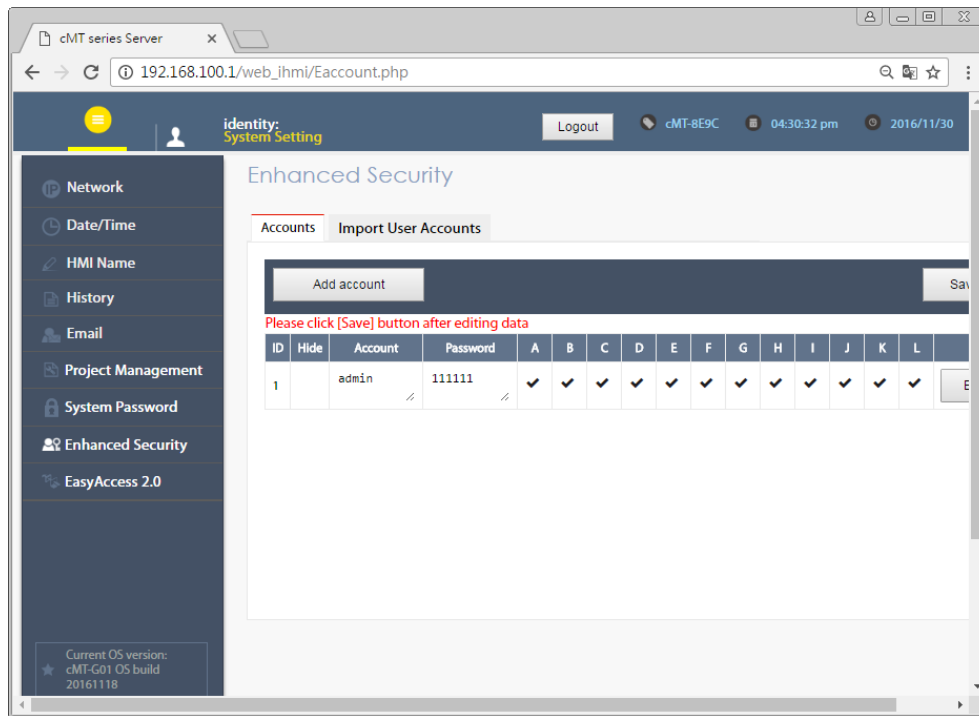 cMT series Server
192.168.100.1/web_ihmi/Eaccount.php
identity:
System Setting
Logout
cMT-8E9C
04:30:32 pm
2016/11/30
Network
Date/Time
HMI Name
History
Email
Project Management
System Password
Enhanced Security
EasyAccess 2.0
Current OS version:
cMT-G01 OS build
20161118
Enhanced Security
Accounts Import User Accounts
Add account Sav
Please click [Save] button after editing data
ID Hide Account Password A B C D E F G H I J K L
1 admin 111111 E